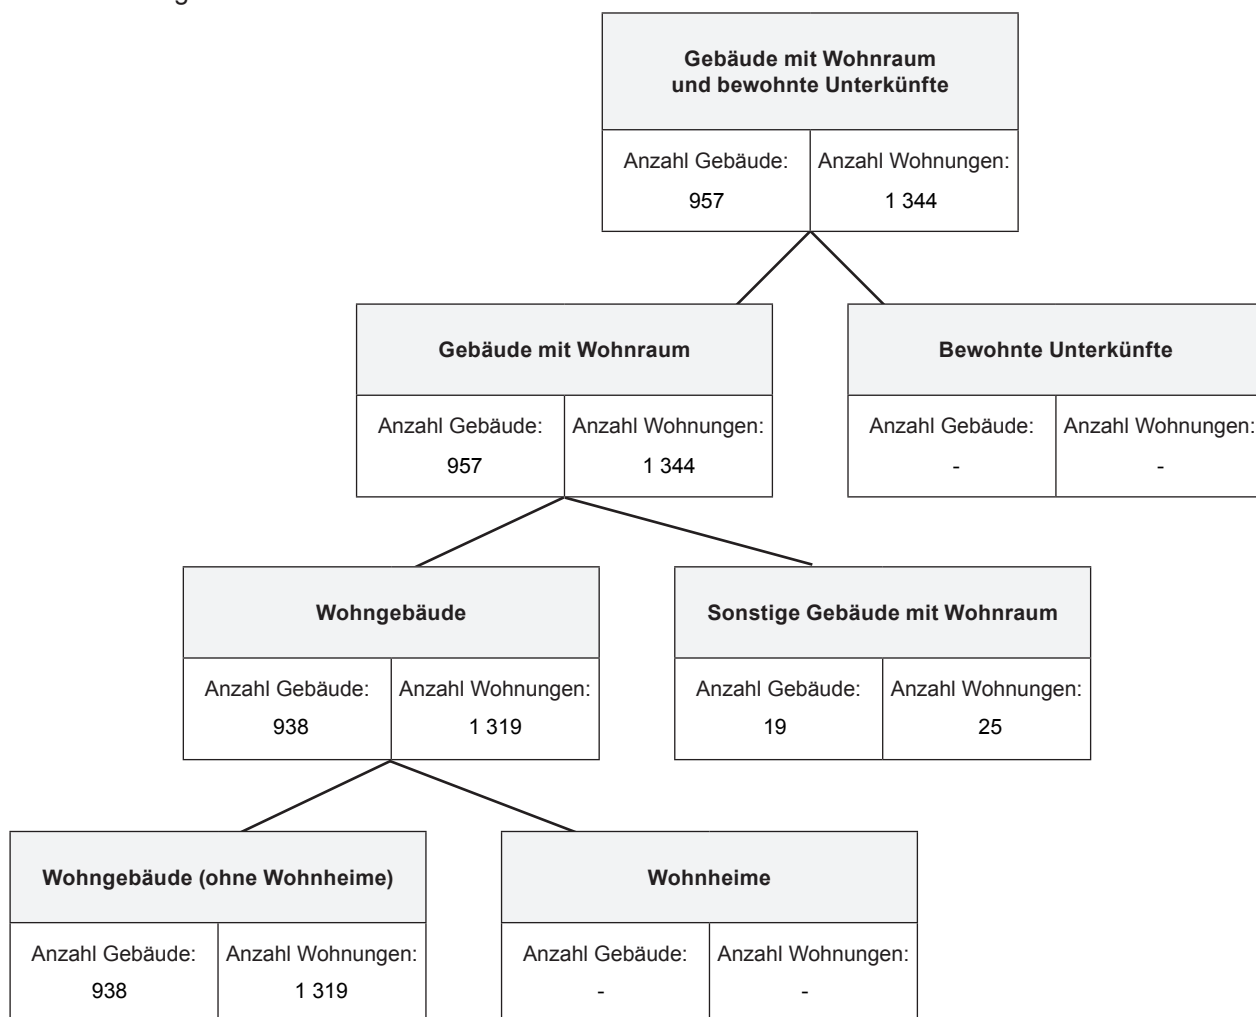 Gebäude mit Wohnraum
und bewohnte Unterkünfte
Anzahl Gebäude: Anzahl Wohnungen:
957 1 344
Gebäude mit Wohnraum
Anzahl Gebäude: Anzahl Wohnungen:
957 1 344
Bewohnte Unterkünfte
Anzahl Gebäude: Anzahl Wohnungen:
- -
Wohngebäude
Anzahl Gebäude: Anzahl Wohnungen:
938 1 319
Sonstige Gebäude mit Wohnraum
Anzahl Gebäude: Anzahl Wohnungen:
19 25
Wohngebäude (ohne Wohnheime)
Anzahl Gebäude: Anzahl Wohnungen:
938 1 319
Wohnheime
Anzahl Gebäude: Anzahl Wohnungen:
- -